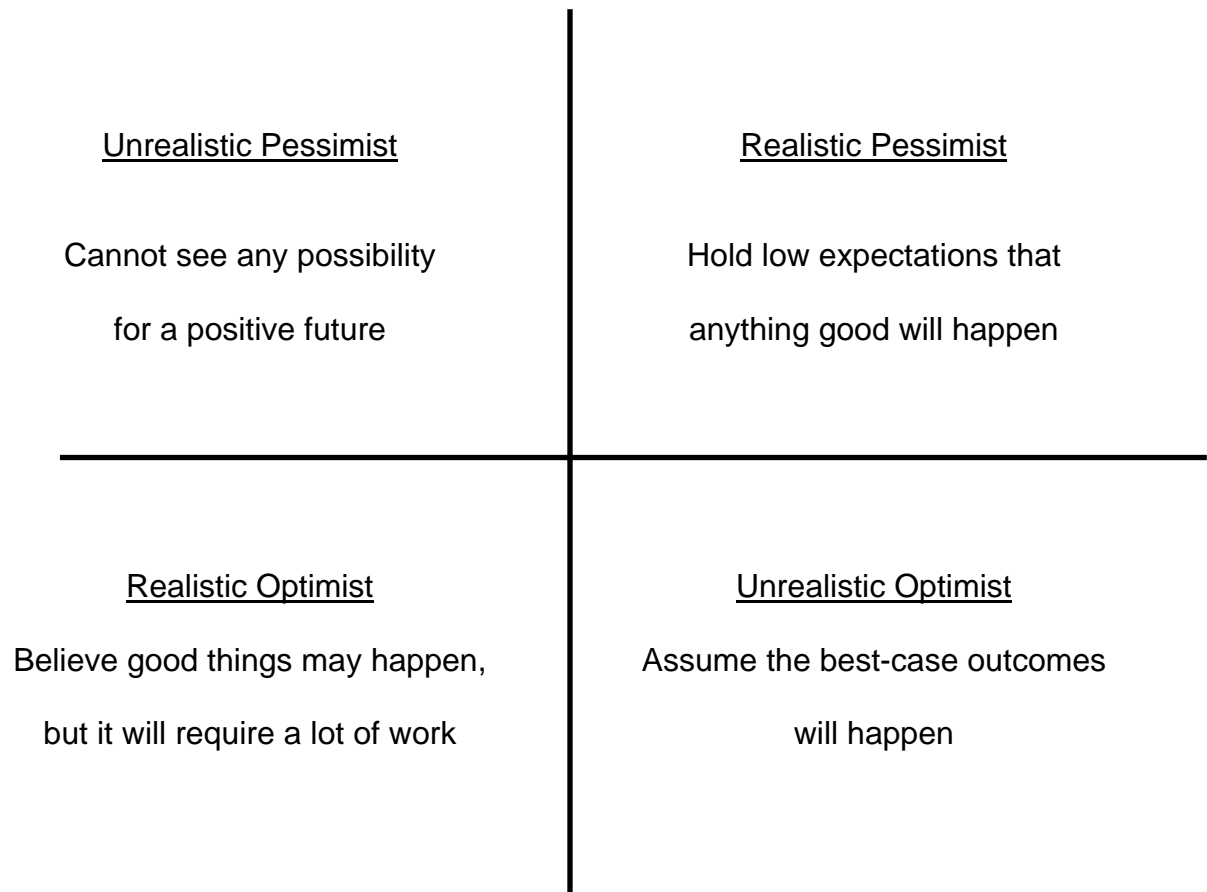 Unrealistic Pessimist
Cannot see any possibility
for a positive future
Realistic Pessimist
Hold low expectations that
anything good will happen
Realistic Optimist
Believe good things may happen,
but it will require a lot of work
Unrealistic Optimist
Assume the best-case outcomes
will happen